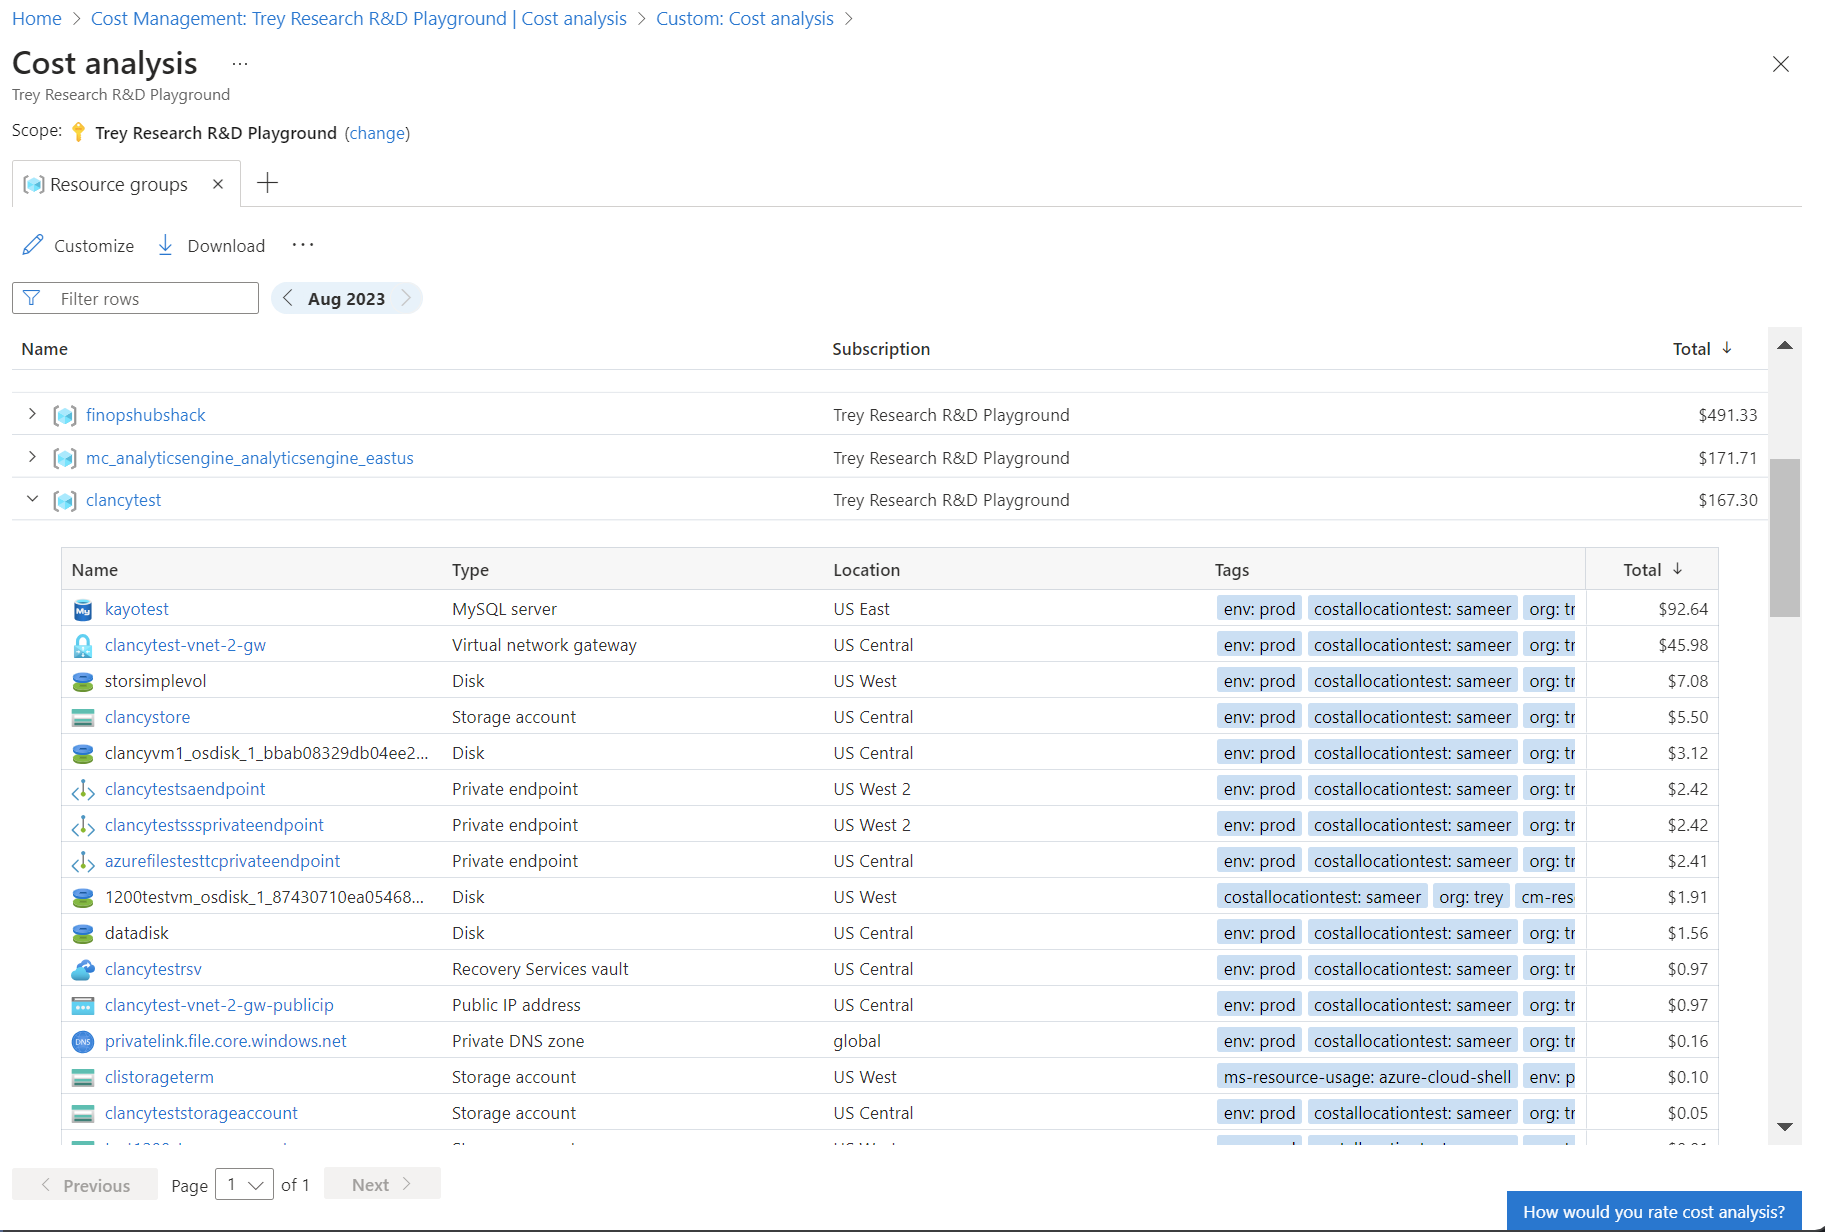 Home > Cost Management: Trey Research R&D Playground | Cost analysis > Custom: Cost analysis >
Cost analysis ...
Trey Research R&D Playground
Scope: Trey Research R&D Playground (change)
Resource groups
Customize Download ...
Filter rows Aug 2023
Name Subscription Total ↓
finopshubshack Trey Research R&D Playground $491.33
mc_analyticsengine_analyticsengine_eastus Trey Research R&D Playground $171.71
clancytest Trey Research R&D Playground $167.30
Name Type Location Tags Total ↓
kayotest MySQL server US East env: prod costallocationtest: sameer org: tr $92.64
clancytest-vnet-2-gw Virtual network gateway US Central env: prod costallocationtest: sameer org: tr $45.98
storsimplevol Disk US West env: prod costallocationtest: sameer org: tr $7.08
clancystore Storage account US Central env: prod costallocationtest: sameer org: tr $5.50
clancyvm1_osdisk_1_bbab08329db04ee2... Disk US Central env: prod costallocationtest: sameer org: tr $3.12
clancytestsaendpoint Private endpoint US West 2 env: prod costallocationtest: sameer org: tr $2.42
clancytestsssprivateendpoint Private endpoint US West 2 env: prod costallocationtest: sameer org: tr $2.42
azurefilestesttcprivateendpoint Private endpoint US Central env: prod costallocationtest: sameer org: tr $2.41
1200testvm_osdisk_1_87430710ea05468... Disk US West costallocationtest: sameer org: trey cm-res $1.91
datadisk Disk US Central env: prod costallocationtest: sameer org: tr $1.56
clancytestrsv Recovery Services vault US Central env: prod costallocationtest: sameer org: tr $0.97
clancytest-vnet-2-gw-publicip Public IP address US Central env: prod costallocationtest: sameer org: tr $0.97
privatelink.file.core.windows.net Private DNS zone global env: prod costallocationtest: sameer org: tr $0.16
clistorageterm Storage account US West ms-resource-usage: azure-cloud-shell env: p $0.10
clancyteststorageaccount Storage account US Central env: prod costallocationtest: sameer org: tr $0.05
Previous Page 1 of 1 Next
How would you rate cost analysis?